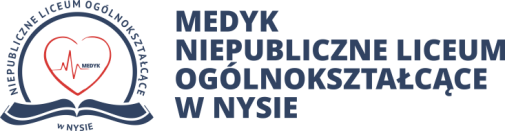 NIEPUBLICZNE LICEUM OGÓLNOKSZTAŁCĄCE
MEDYK
W NYSIE
MEDYK
NIEPUBLICZNE LICEUM
OGÓLNOKSZTAŁCĄCE
W NYSIE